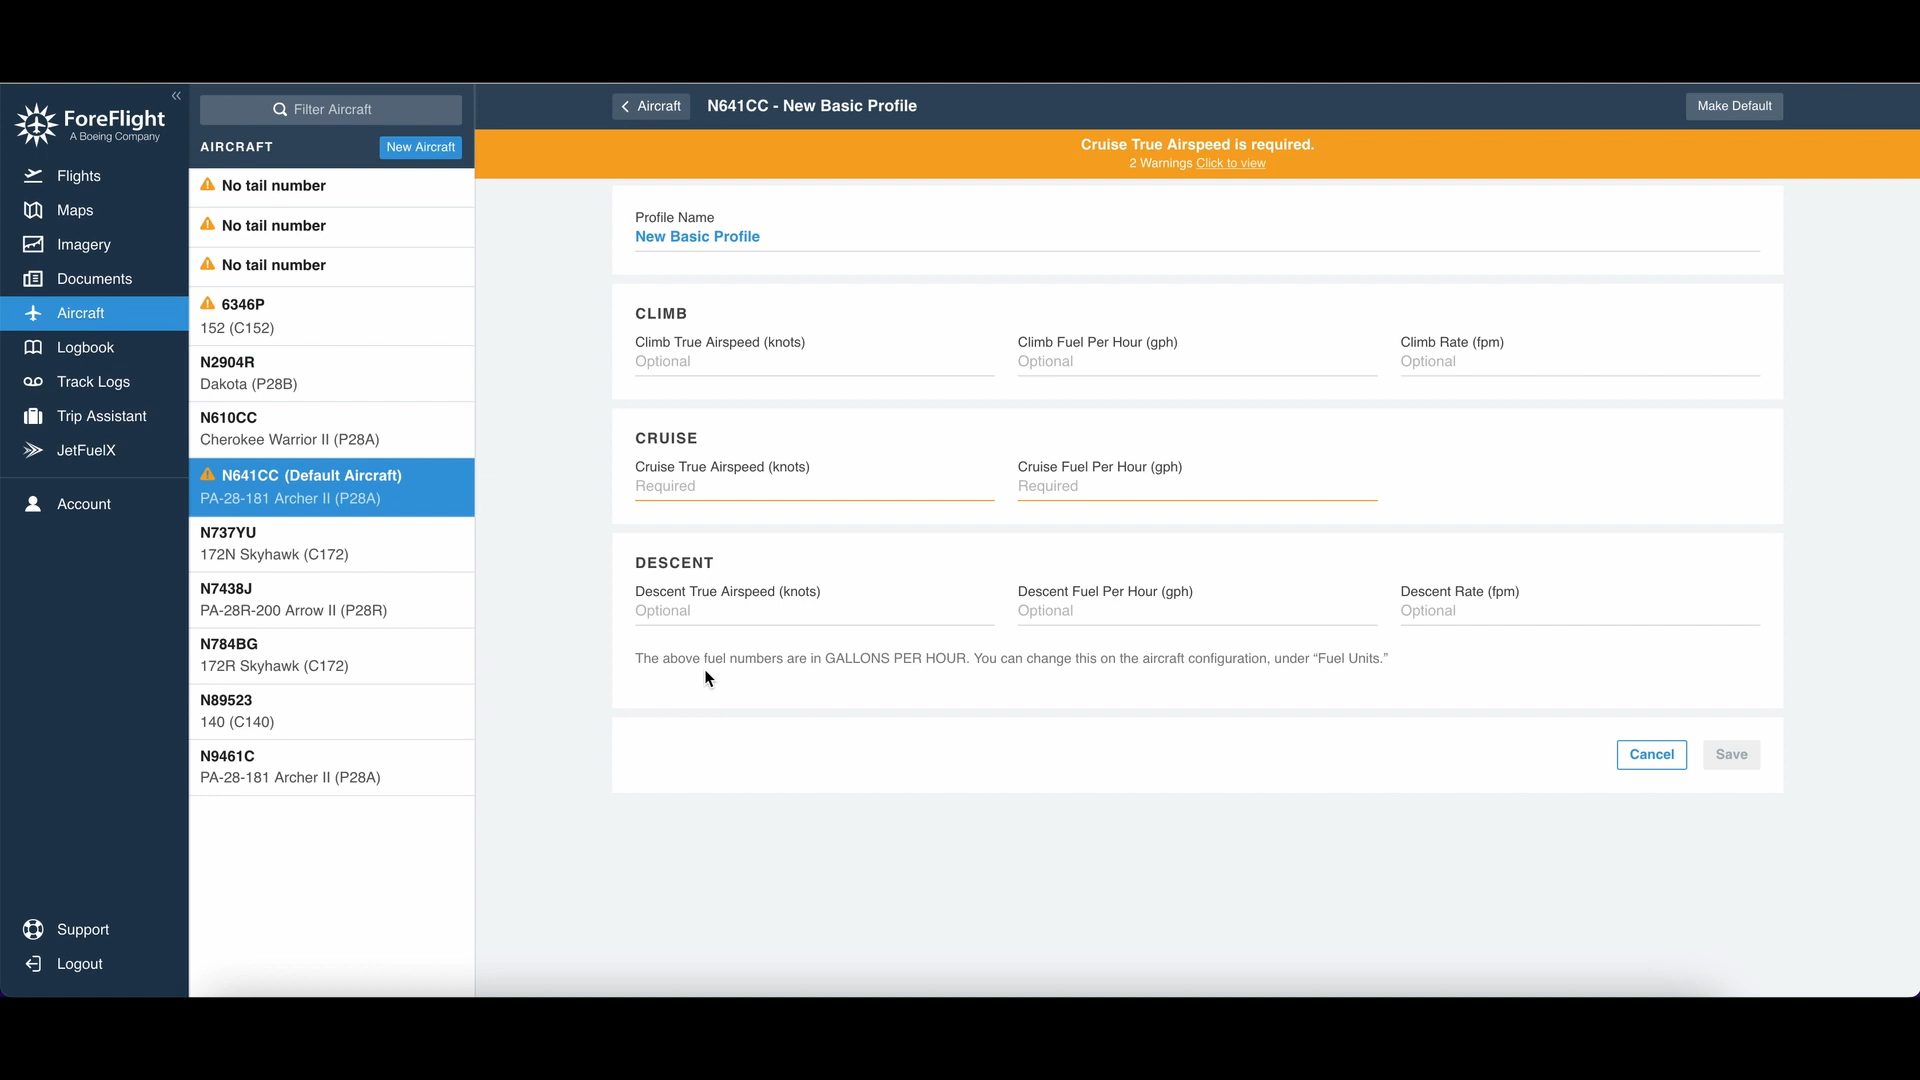 ForeFlight
A Boeing Company
Flights
Maps
Imagery
Documents
Aircraft
Logbook
Track Logs
Trip Assistant
JetFuelX
Account
Support
Logout
Filter Aircraft
AIRCRAFT
New Aircraft
No tail number
No tail number
No tail number
6346P
152 (C152)
N2904R
Dakota (P28B)
N610CC
Cherokee Warrior II (P28A)
N641CC (Default Aircraft)
PA-28-181 Archer II (P28A)
N737YU
172N Skyhawk (C172)
N7438J
PA-28R-200 Arrow II (P28R)
N784BG
172R Skyhawk (C172)
N89523
140 (C140)
N9461C
PA-28-181 Archer II (P28A)
Aircraft
N641CC - New Basic Profile
Make Default
Cruise True Airspeed is required.
2 Warnings Click to view
Profile Name
New Basic Profile
CLIMB
Climb True Airspeed (knots) Climb Fuel Per Hour (gph) Climb Rate (fpm)
Optional Optional Optional
CRUISE
Cruise True Airspeed (knots) Cruise Fuel Per Hour (gph)
Required Required
DESCENT
Descent True Airspeed (knots) Descent Fuel Per Hour (gph) Descent Rate (fpm)
Optional Optional Optional
The above fuel numbers are in GALLONS PER HOUR. You can change this on the aircraft configuration, under “Fuel Units.”
Cancel Save